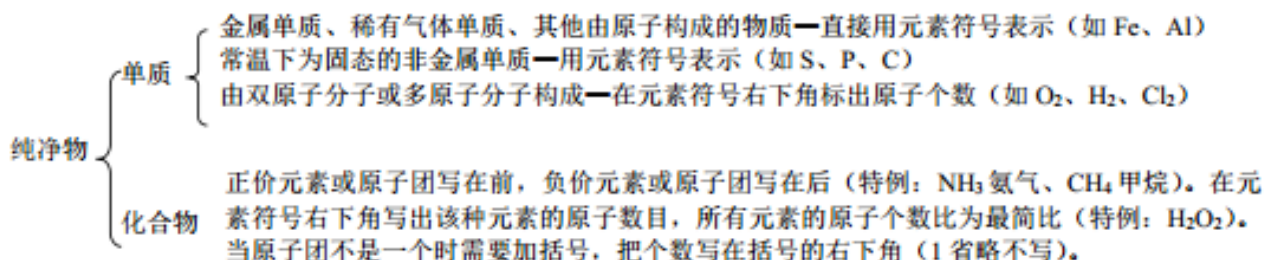 金属单质、稀有气体单质、其他由原子构成的物质━直接用元素符号表示（如 Fe、Al）
单质
常温下为固态的非金属单质━用元素符号表示（如 S、P、C）
由双原子分子或多原子分子构成━在元素符号右下角标出原子个数（如 O₂、H₂、Cl₂）
纯净物
正价元素或原子团写在前，负价元素或原子团写在后（特例：NH₃ 氨气、CH₄ 甲烷）。在元
化合物
素符号右下角写出该种元素的原子数目，所有元素的原子个数比为最简比（特例：H₂O₂）。
当原子团不是一个时需要加括号，把个数写在括号的右下角（1 省略不写）。